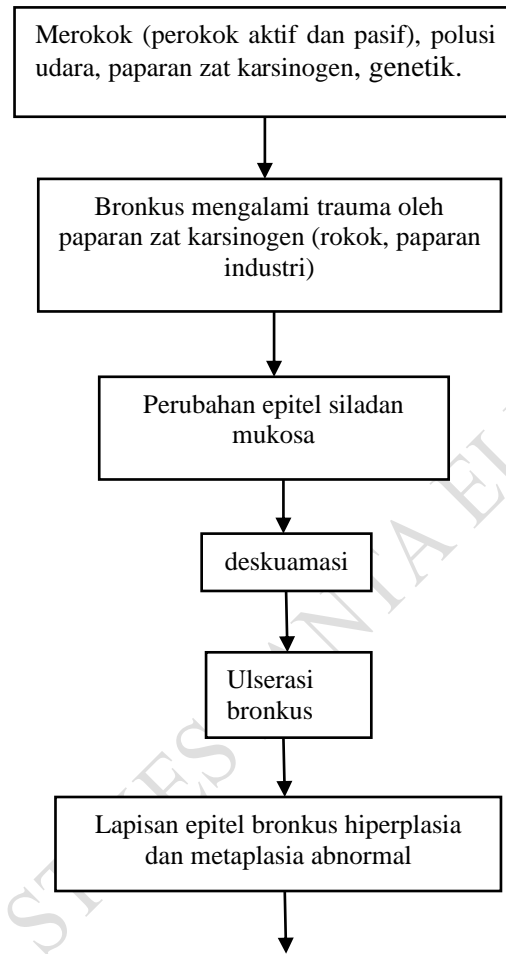 Merokok (perokok aktif dan pasif), polusi
udara, paparan zat karsinogen, genetik.
Bronkus mengalami trauma oleh
paparan zat karsinogen (rokok, paparan
industri)
Perubahan epitel siladan
mukosa
deskuamasi
Ulserasi
bronkus
Lapisan epitel bronkus hiperplasia
dan metaplasia abnormal